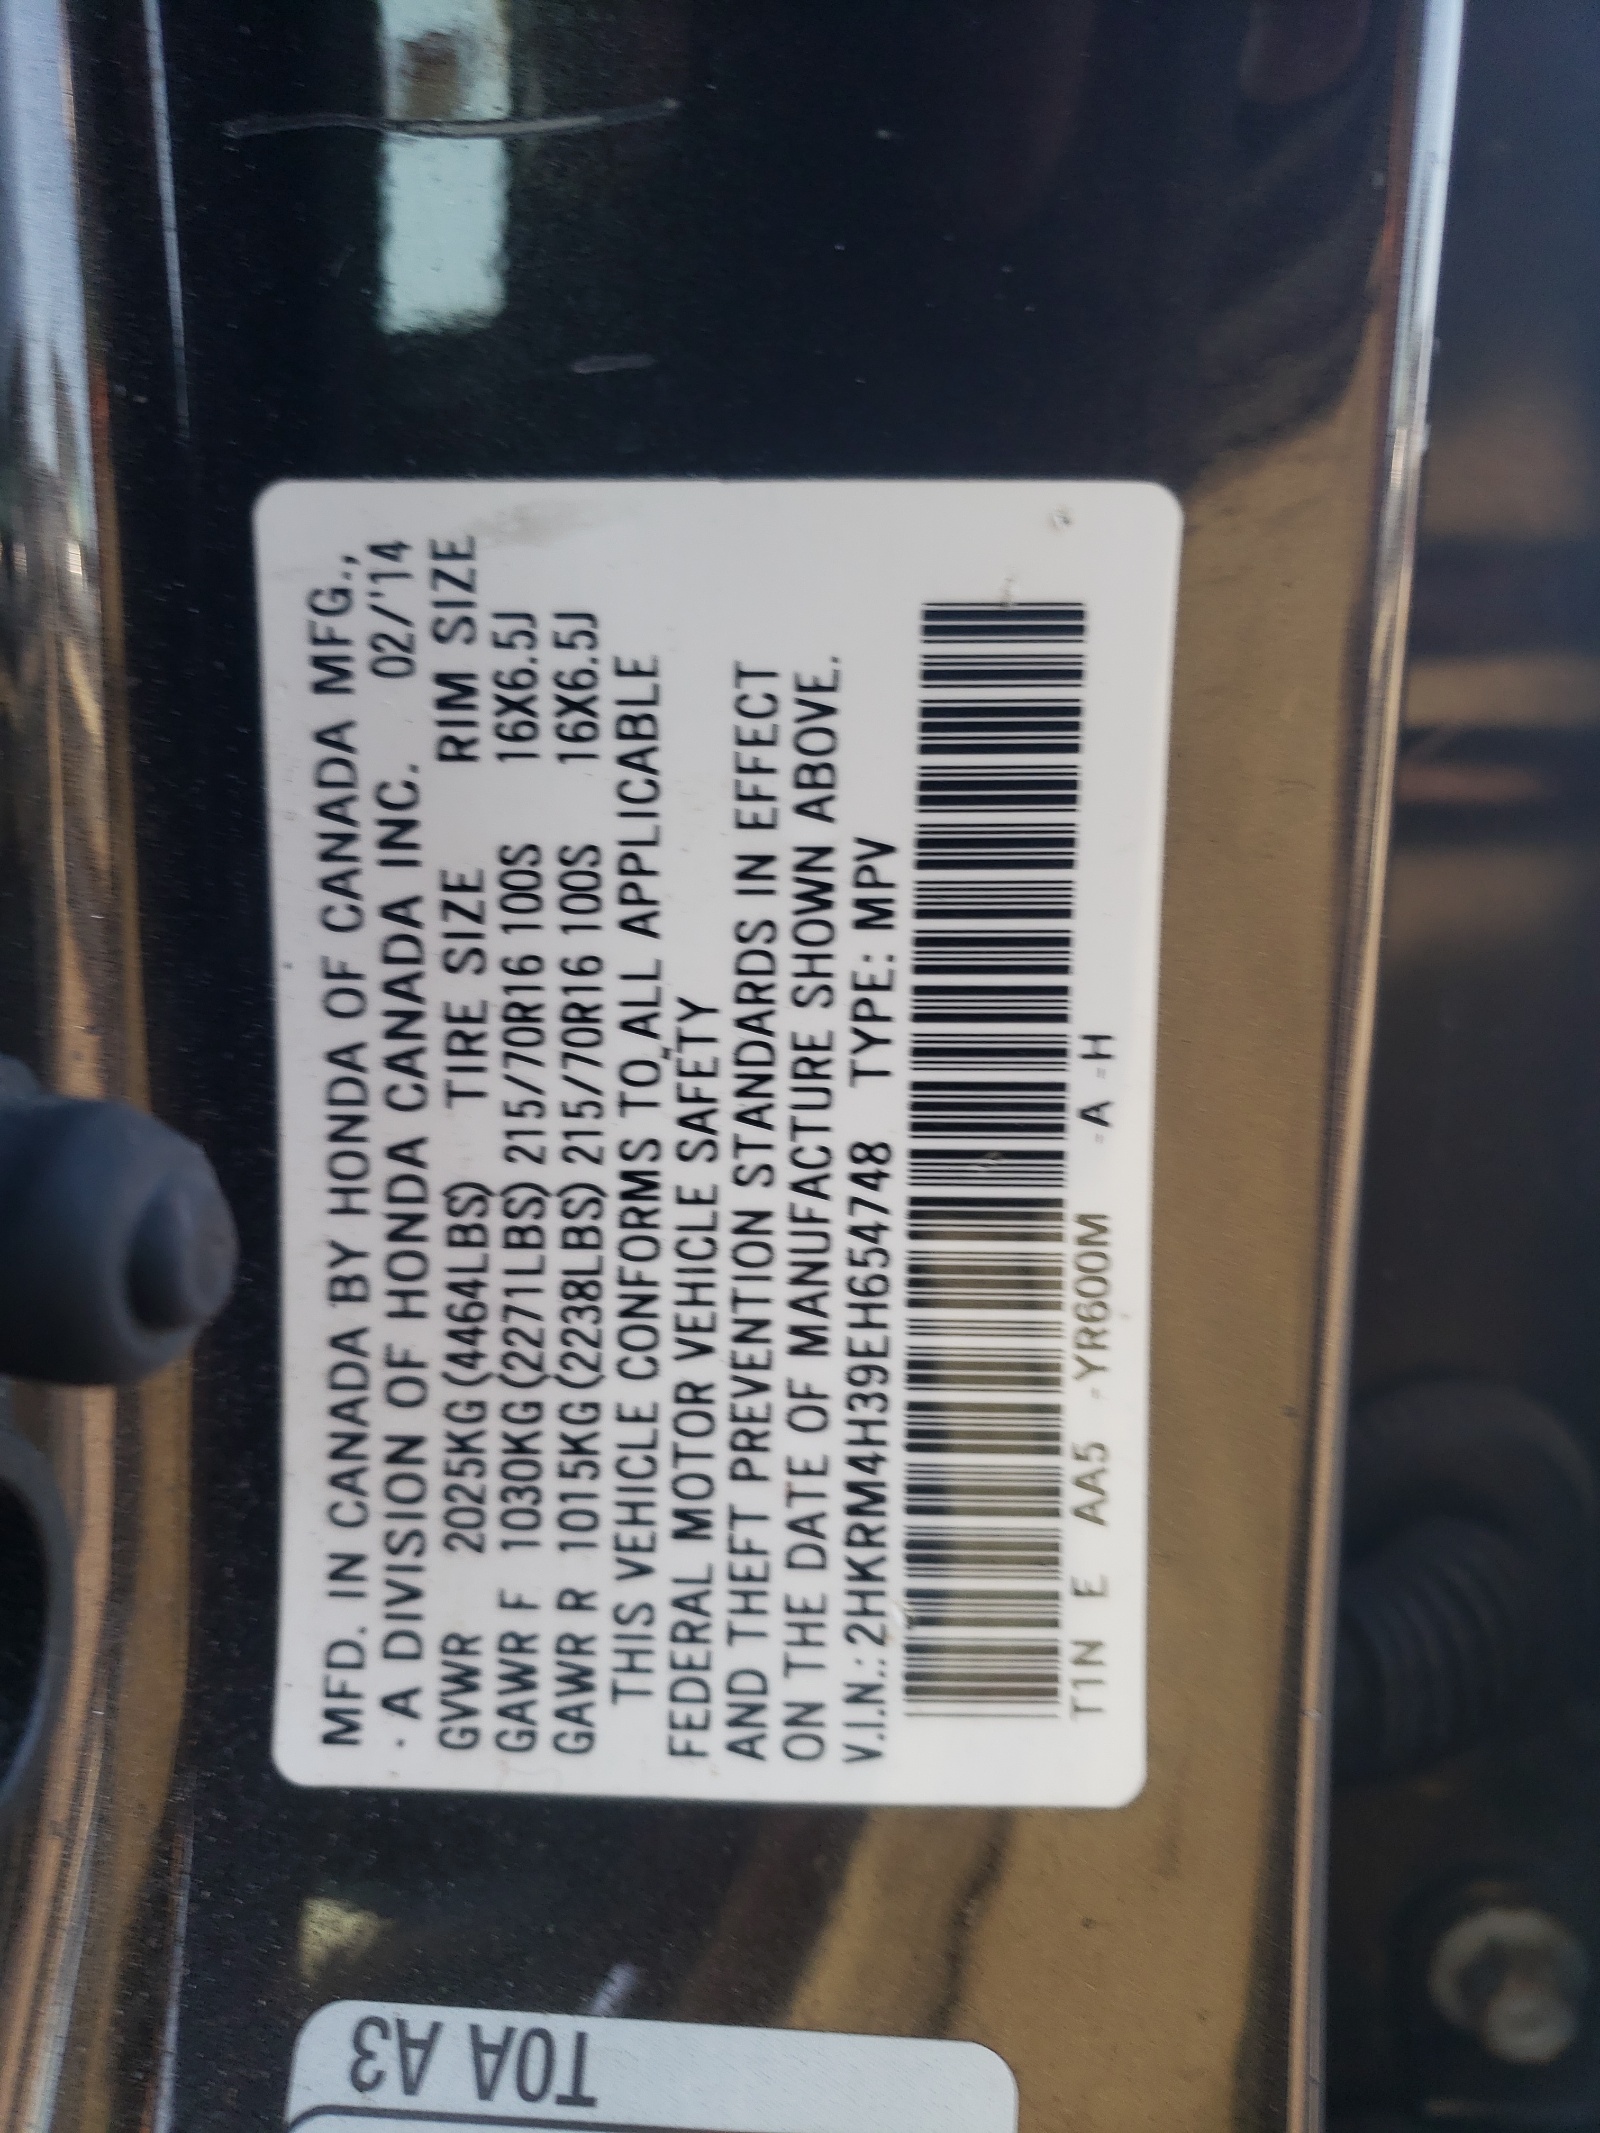 MFD. IN CANADA BY HONDA OF CANADA MFG.,
A DIVISION OF HONDA CANADA INC. 02/'14
GVWR 2025KG(4464LBS) TIRE SIZE RIM SIZE
GAWR F 1030KG(2271LBS) 215/70R16 100S 16X6.5J
GAWR R 1015KG(2238LBS) 215/70R16 100S 16X6.5J
THIS VEHICLE CONFORMS TO ALL APPLICABLE
FEDERAL MOTOR VEHICLE SAFETY
AND THEFT PREVENTION STANDARDS IN EFFECT
ON THE DATE OF MANUFACTURE SHOWN ABOVE.
V.I.N.: 2HKRM4H39EH654748 TYPE: MPV
T1N E AA5 -YR600M -A -H
T0A A3